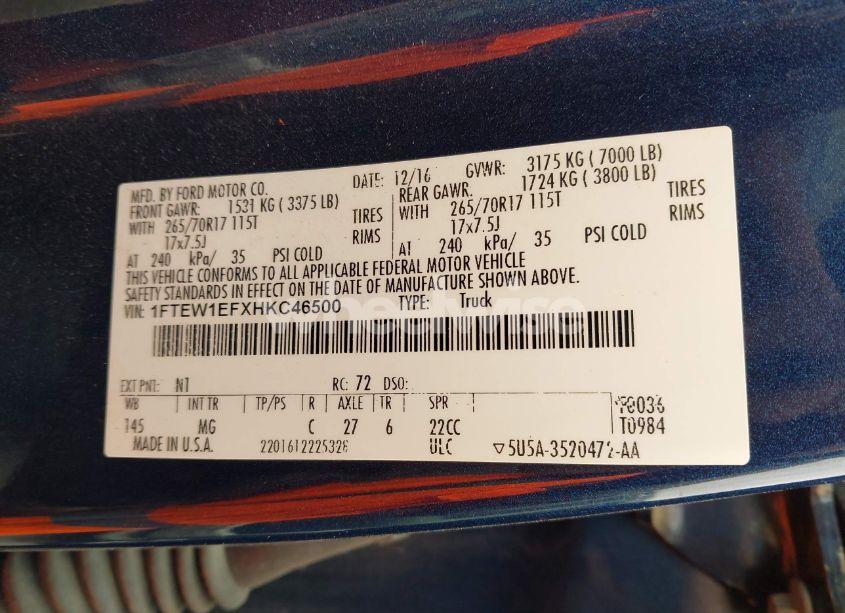 MFD. BY FORD MOTOR CO. DATE: 12/16 GVWR: 3175 KG ( 7000 LB)
FRONT GAWR: 1531 KG ( 3375 LB) REAR GAWR: 1724 KG ( 3800 LB)
WITH 265/70R17 115T TIRES WITH 265/70R17 115T TIRES
17x7.5J RIMS 17x7.5J RIMS
AT 240 kPa/ 35 PSI COLD AT 240 kPa/ 35 PSI COLD
THIS VEHICLE CONFORMS TO ALL APPLICABLE FEDERAL MOTOR VEHICLE
SAFETY STANDARDS IN EFFECT ON THE DATE OF MANUFACTURE SHOWN ABOVE.
VIN: 1FTEW1EFXHKC46500 TYPE: Truck
wheelwise
EXT PNT: N1 RC: 72 DSO:
WB INT TR TP/PS R AXLE TR SPR
145 MG C 27 6 22CC T0984
MADE IN U.S.A. 2201612225328 ULC ▽5U5A-3520472-AA